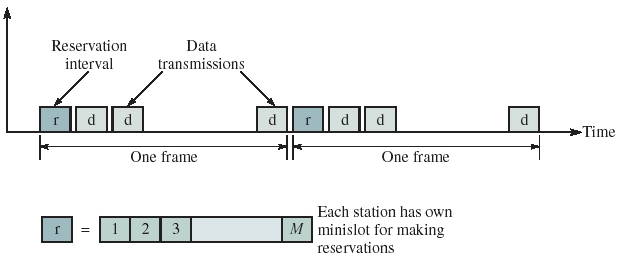 Reservation
interval
Data
transmissions
r d d d r d d d
Time
One frame
One frame
r = 1 2 3 M
Each station has own
minislot for making
reservations